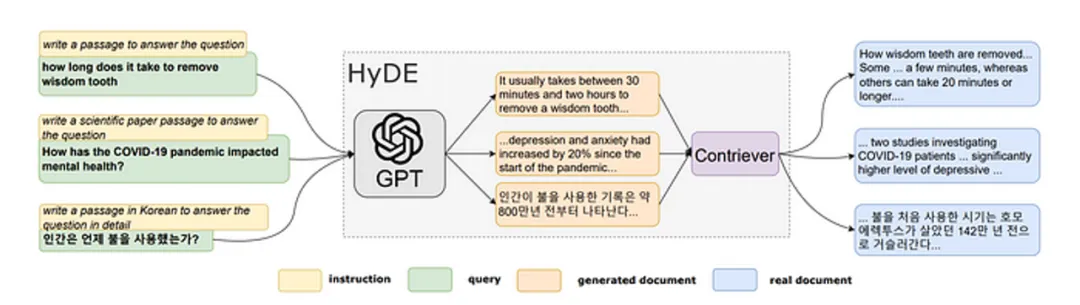 write a passage to answer the question
how long does it take to remove
wisdom tooth
write a scientific paper passage to answer
the question
How has the COVID-19 pandemic impacted
mental health?
write a passage in Korean to answer the
question in detail
인간은 언제 불을 사용했는가?
HyDE
GPT
It usually takes between 30
minutes and two hours to
remove a wisdom tooth...
...depression and anxiety had
increased by 20% since the
start of the pandemic...
인간이 불을 사용한 기록은 약
800만년 전부터 나타난다...
Contriever
How wisdom teeth are removed...
Some ... a few minutes, whereas
others can take 20 minutes or
longer....
... two studies investigating
COVID-19 patients ... significantly
higher level of depressive ...
... 불을 처음 사용한 시기는 호모
에렉투스가 살았던 142만 년 전으
로 거슬러간다...
instruction
query
generated document
real document